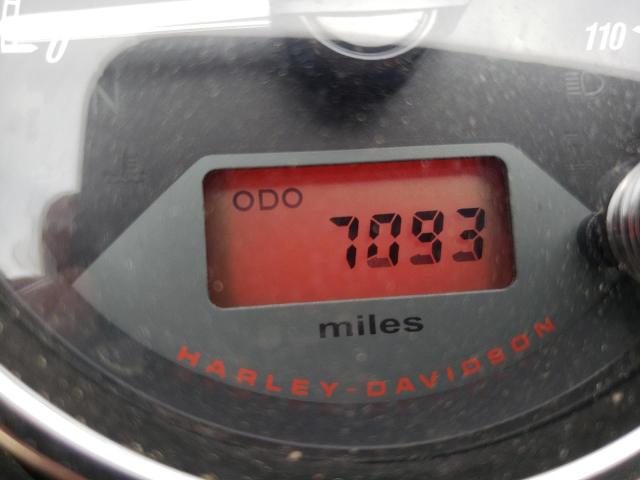 110
N
ODO
7093
miles
HARLEY-DAVIDSON